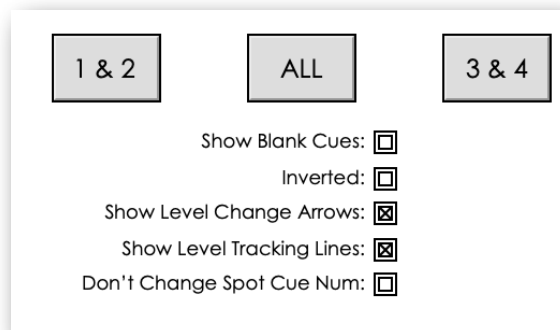 1 & 2 ALL 3 & 4
Show Blank Cues:
Inverted:
Show Level Change Arrows:
Show Level Tracking Lines:
Don't Change Spot Cue Num: